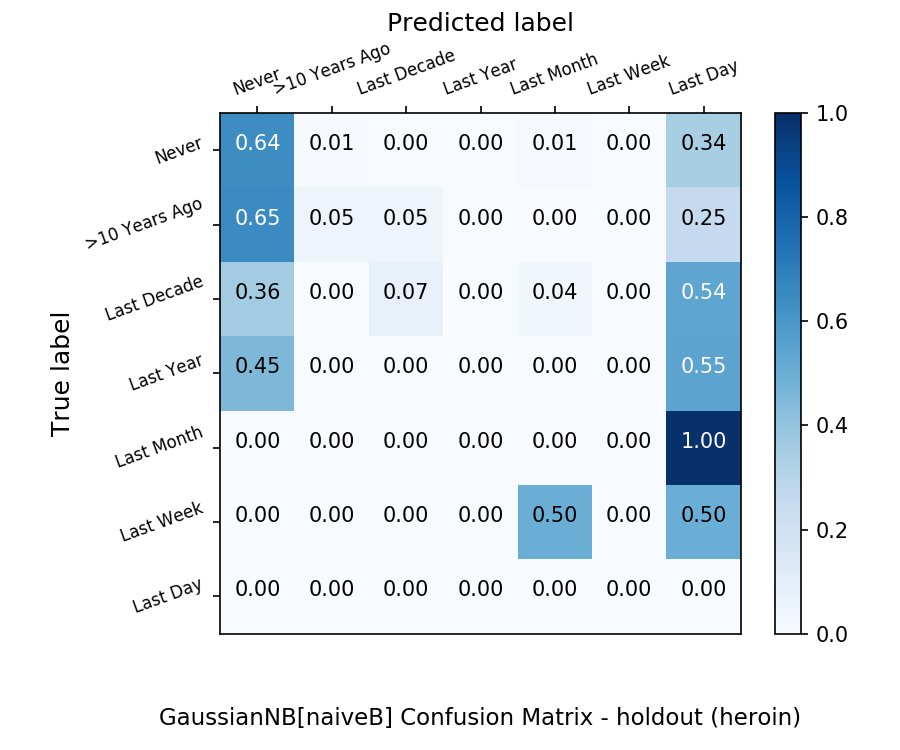 Predicted label
Never >10 Years Ago Last Decade Last Year Last Month Last Week Last Day
True label
Never 0.64 0.01 0.00 0.00 0.01 0.00 0.34
>10 Years Ago 0.65 0.05 0.05 0.00 0.00 0.00 0.25
Last Decade 0.36 0.00 0.07 0.00 0.04 0.00 0.54
Last Year 0.45 0.00 0.00 0.00 0.00 0.00 0.55
Last Month 0.00 0.00 0.00 0.00 0.00 0.00 1.00
Last Week 0.00 0.00 0.00 0.00 0.50 0.00 0.50
Last Day 0.00 0.00 0.00 0.00 0.00 0.00 0.00
1.0
0.8
0.6
0.4
0.2
0.0
GaussianNB[naiveB] Confusion Matrix - holdout (heroin)